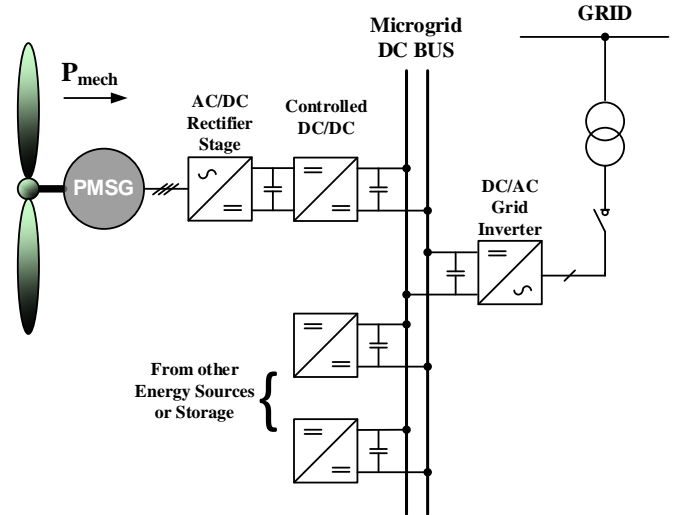 Microgrid
DC BUS
GRID
P mech
AC/DC
Rectifier
Stage
Controlled
DC/DC
PMSG
DC/AC
Grid
Inverter
From other
Energy Sources
or Storage